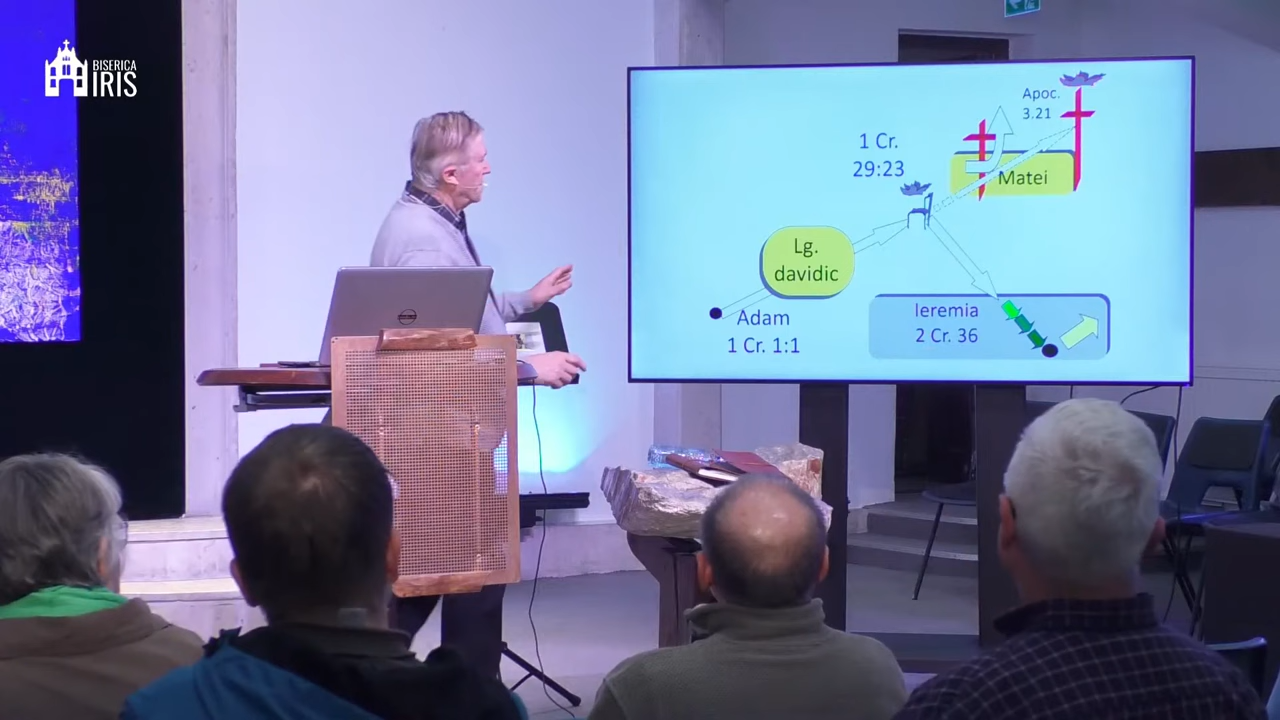 BISERICA
IRIS
Apoc.
3.21
1 Cr.
29:23
Matei
Lg.
davidic
Adam
1 Cr. 1:1
Ieremia
2 Cr. 36